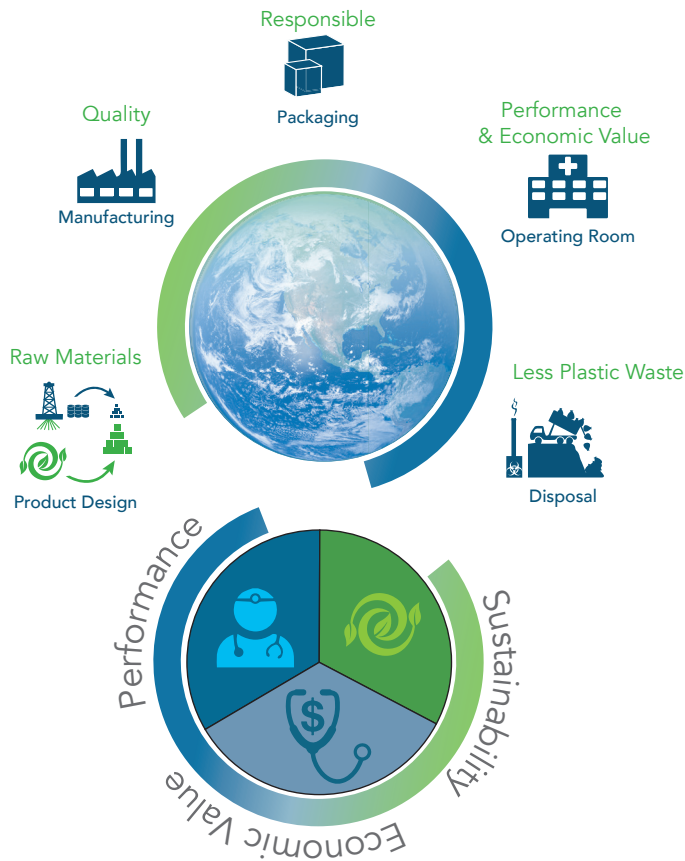 Responsible
Packaging
Quality
Manufacturing
Performance
& Economic Value
Operating Room
Raw Materials
Product Design
Less Plastic Waste
Disposal
Performance
Economic Value
Sustainability
$